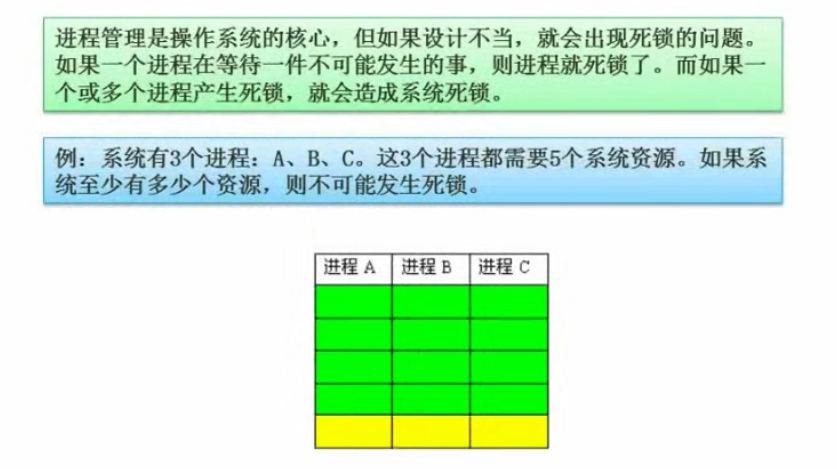 进程管理是操作系统的核心，但如果设计不当，就会出现死锁的问题。
如果一个进程在等待一件不可能发生的事，则进程就死锁了。而如果一
个或多个进程产生死锁，就会造成系统死锁。
例：系统有3个进程：A、B、C。这3个进程都需要5个系统资源。如果系
统至少有多少个资源，则不可能发生死锁。
进程 A 进程 B 进程 C